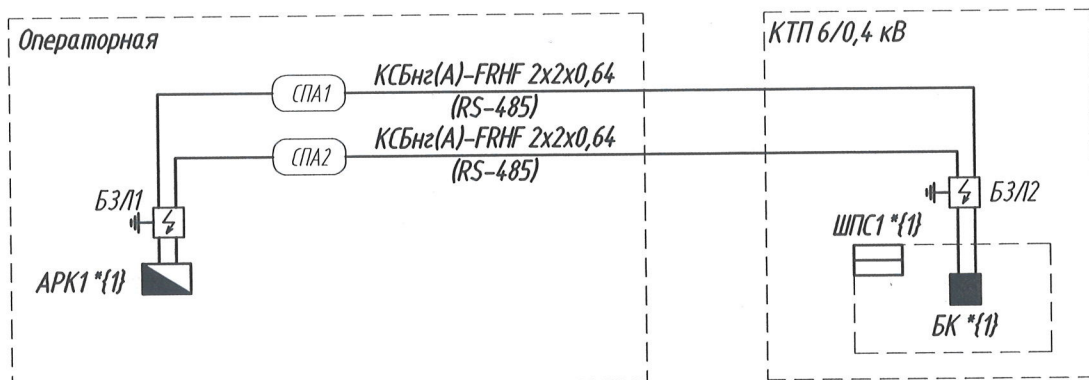 Операторная
КТП 6/0,4 кВ
КСБнг(А)-FRHF 2х2х0,64
СПА1
(RS-485)
КСБнг(А)-FRHF 2х2х0,64
СПА2
(RS-485)
БЗЛ1
БЗЛ2
ШПС1 *{1}
АРК1 *{1}
БК *{1}